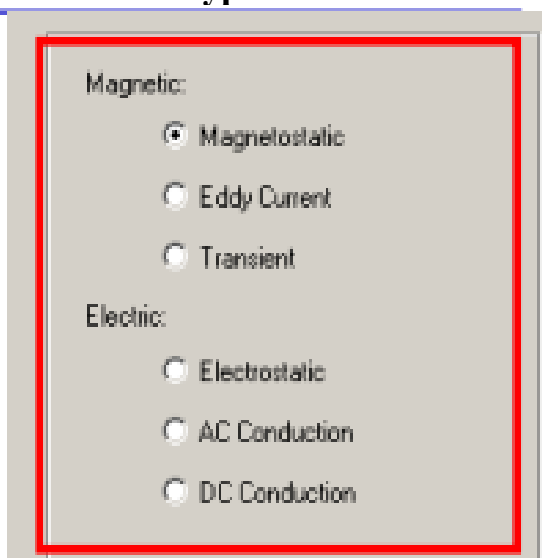 Magnetic:
Magnetostatic
Eddy Current
Transient
Electric:
Electrostatic
AC Conduction
DC Conduction